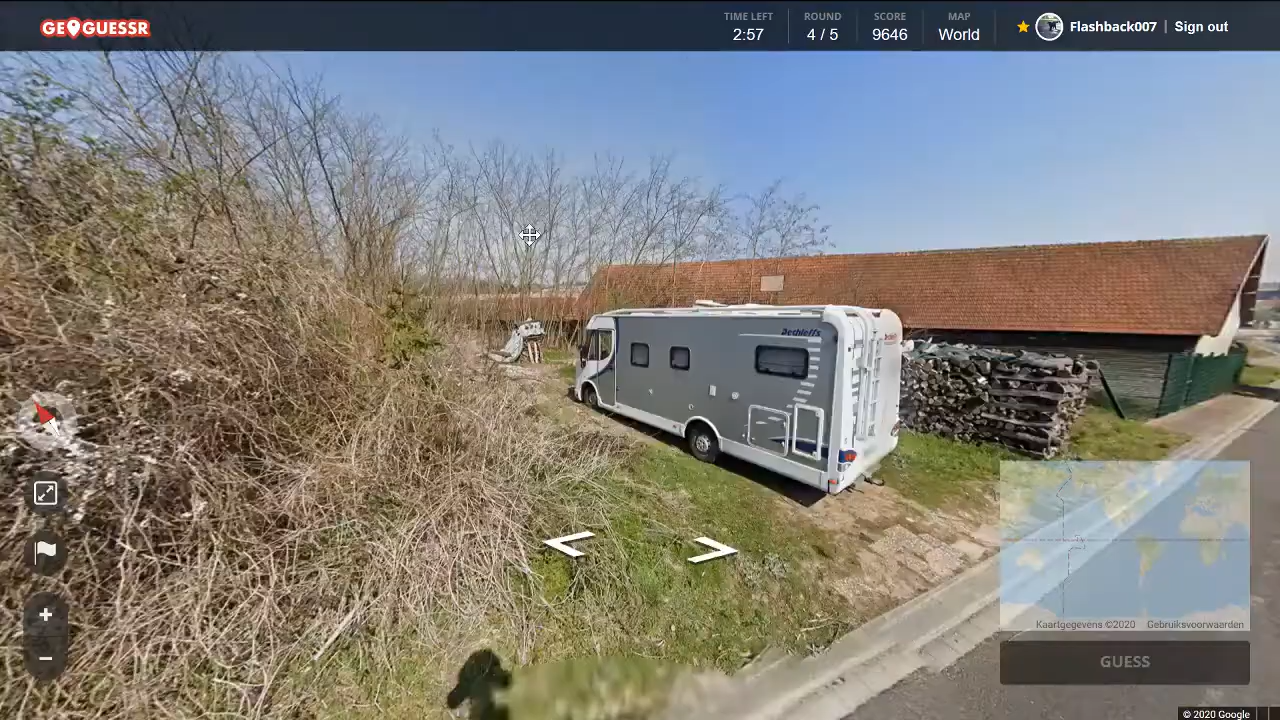 GEOGUESSR
TIME LEFT
2:57
ROUND
4 / 5
SCORE
9646
MAP
World
Flashback007 | Sign out
Dethleffs
Kaartgegevens ©2020 Gebruiksvoorwaarden
GUESS
© 2020 Google